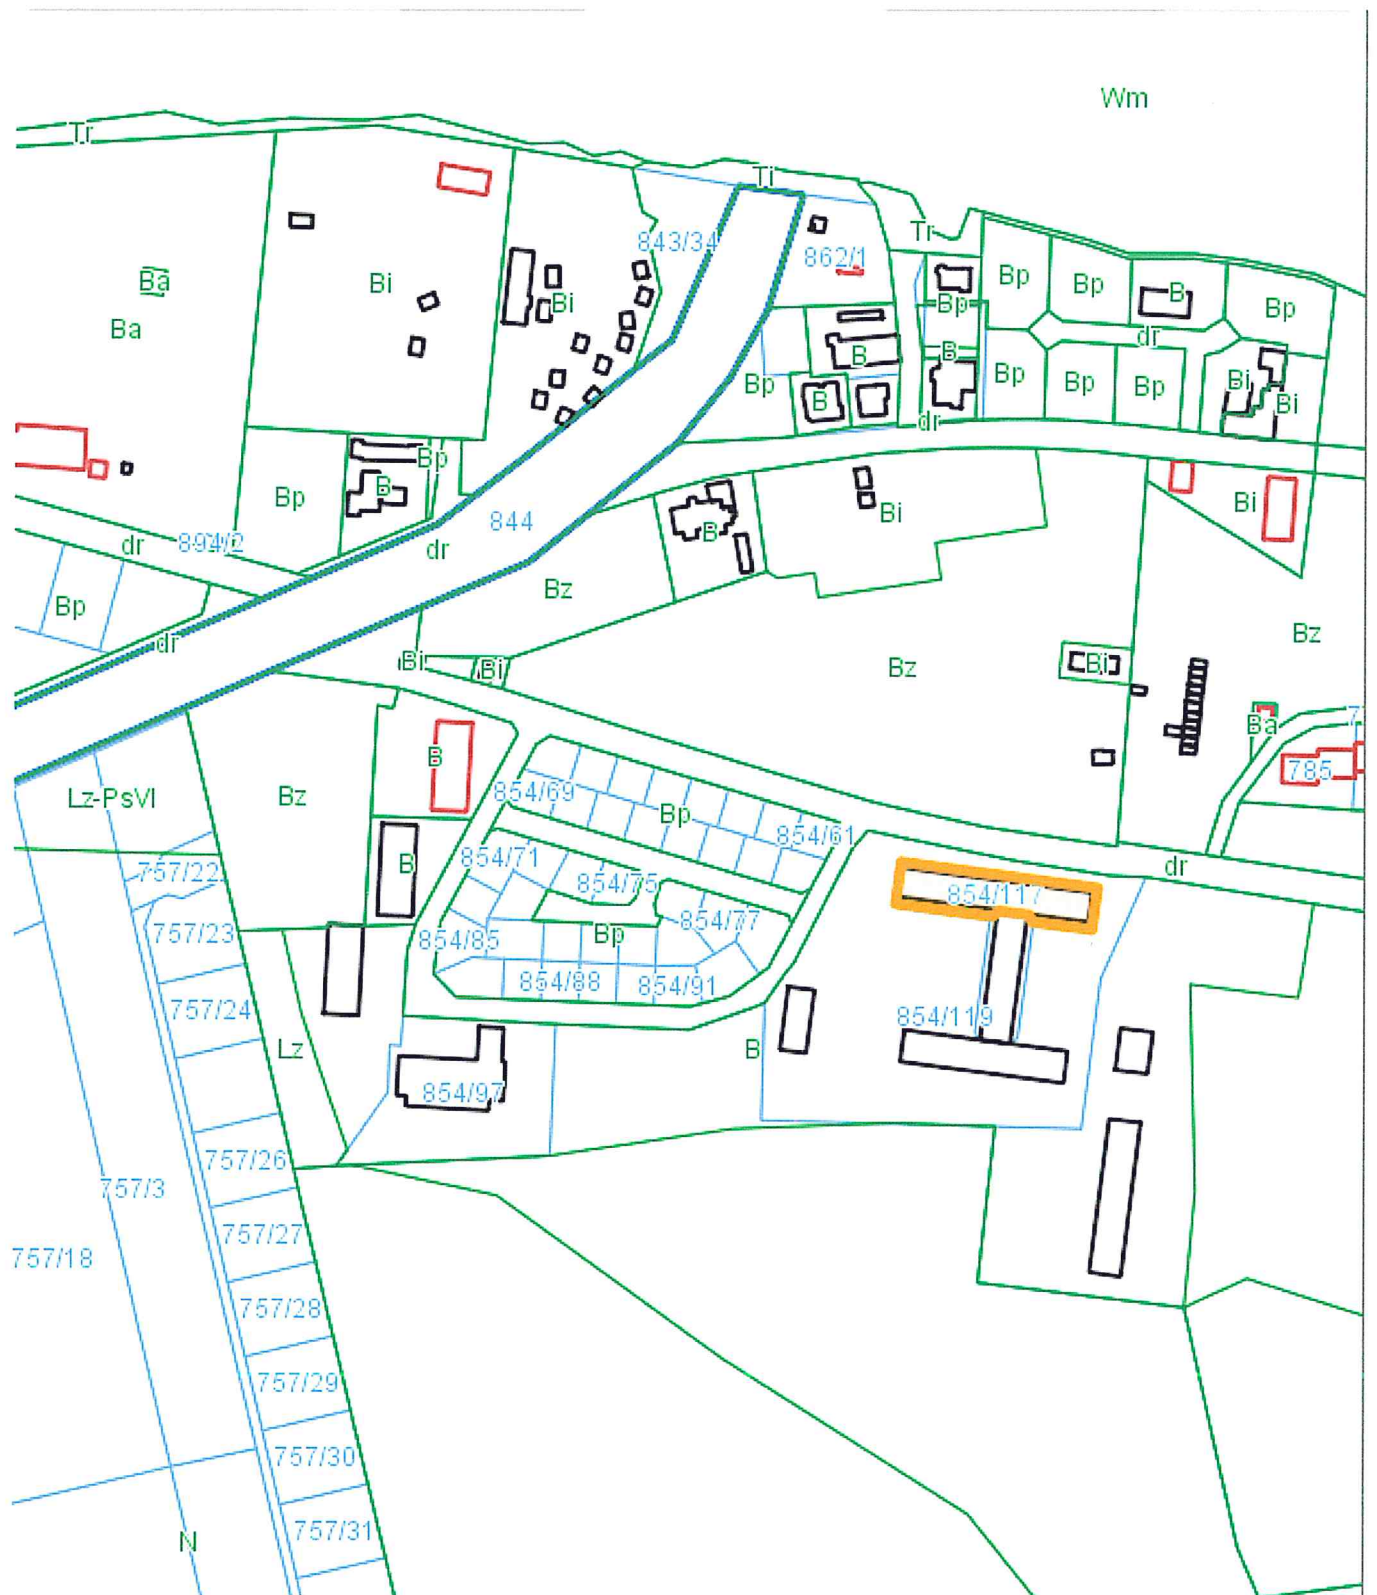 Wm
Tr
Ti
843/34
862/1
Tr
Ba
Ba
Bi
Bi
Bp
Bp
Bp
B
Bp
dr
B
B
Bp
B
Bp
Bp
Bp
Bi
Bi
dr
Bp
Bp
B
dr
894/2
dr
844
B
Bi
Bi
Bp
dr
Bz
Bi
Bi
Bz
Bi
Bz
Ba
785
B
Lz-PsVI
Bz
854/69
Bp
854/61
B
854/71
854/75
dr
757/22
854/117
757/23
854/85
Bp
854/77
854/88
854/91
757/24
854/119
Lz
B
854/97
757/26
757/3
757/27
757/18
757/28
757/29
757/30
757/31
N